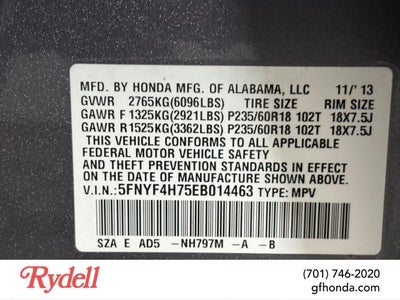 MFD. BY HONDA MFG. OF ALABAMA, LLC 11/'13
GVWR 2765KG(6096LBS) TIRE SIZE RIM SIZE
GAWR F 1325KG(2921LBS) P235/60R18 102T 18X7.5J
GAWR R1525KG(3362LBS) P235/60R18 102T 18X7.5J
THIS VEHICLE CONFORMS TO ALL APPLICABLE
FEDERAL MOTOR VEHICLE SAFETY AND
THEFT PREVENTION STANDARDS IN EFFECT
ON THE DATE OF MANUFACTURE SHOWN ABOVE.
V.I.N.: 5FNYF4H75EB014463 TYPE: MPV
SZA E AD5 -NH797M -A -B
Rydell
(701) 746-2020
gfhonda.com